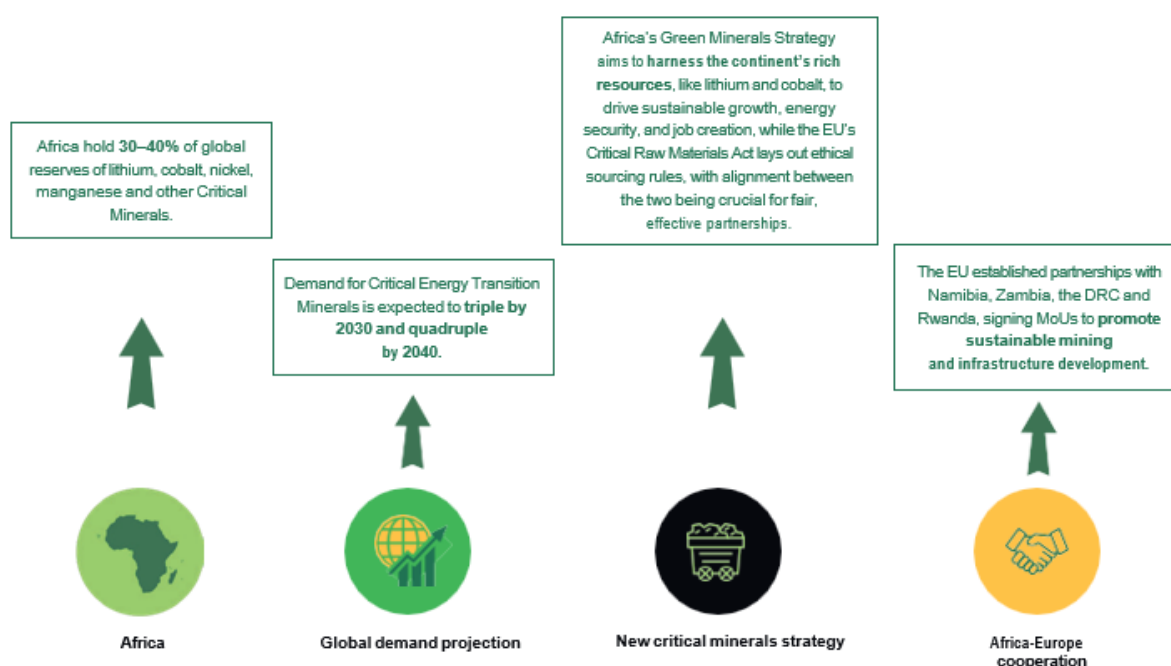 Africa hold 30–40% of global
reserves of lithium, cobalt, nickel,
manganese and other Critical
Minerals.
Africa
Demand for Critical Energy Transition
Minerals is expected to triple by
2030 and quadruple
by 2040.
Global demand projection
Africa's Green Minerals Strategy
aims to harness the continent's rich
resources, like lithium and cobalt, to
drive sustainable growth, energy
security, and job creation, while the EU's
Critical Raw Materials Act lays out ethical
sourcing rules, with alignment between
the two being crucial for fair,
effective partnerships.
New critical minerals strategy
The EU established partnerships with
Namibia, Zambia, the DRC and
Rwanda, signing MoUs to promote
sustainable mining
and infrastructure development.
Africa-Europe
cooperation